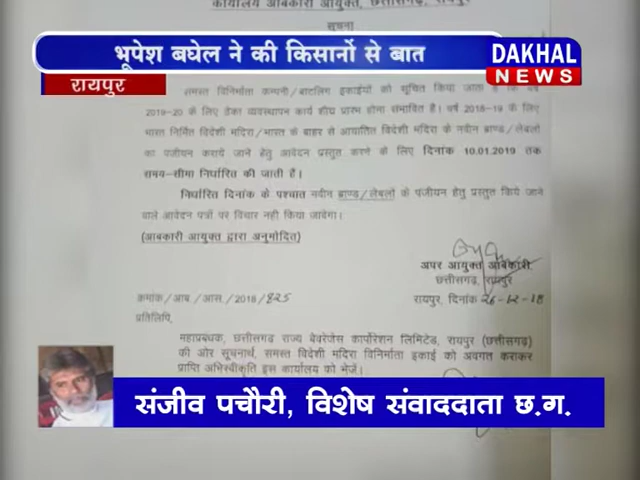 कार्यालय आबकारी आयुक्त, छत्तीसगढ़, रायपुर
सूचना
भूपेश बघेल ने की किसानों से बात
DAKHAL
NEWS
रायपुर
समस्त विनिर्माता कम्पनी/बाटलिंग इकाईयों को सूचित किया जाता है कि वर्ष
2019-20 के लिए ठेका व्यवस्थापन कार्य शीघ्र प्रारंभ होना संभावित है। वर्ष 2018-19 के लिए
भारत निर्मित विदेशी मदिरा/भारत के बाहर से आयातित विदेशी मदिरा के नवीन ब्राण्ड/लेबलों
का पंजीयन कराये जाने हेतु आवेदन प्रस्तुत करने के लिए दिनांक 10.01.2019 तक
समय-सीमा निर्धारित की जाती है।
निर्धारित दिनांक के पश्चात नवीन ब्राण्ड/लेबलों के पंजीयन हेतु प्रस्तुत किये जाने
वाले आवेदन पत्रों पर विचार नही किया जावेगा।
(आबकारी आयुक्त द्वारा अनुमोदित)
अपर आयुक्त आबकारी
छत्तीसगढ़, रायपुर
क्रमांक/आब./आस./2018/825
रायपुर, दिनांक 26-12-18
प्रतिलिपि,
महाप्रबंधक, छत्तीसगढ़ राज्य बेवरेजेस कार्पोरेशन लिमिटेड, रायपुर (छत्तीसगढ़)
की ओर सूचनार्थ, समस्त विदेशी मदिरा विनिर्माता इकाई को अवगत कराकर
प्राप्ति अभिस्वीकृति इस कार्यालय को भेजें।
संजीव पचौरी, विशेष संवाददाता छ.ग.